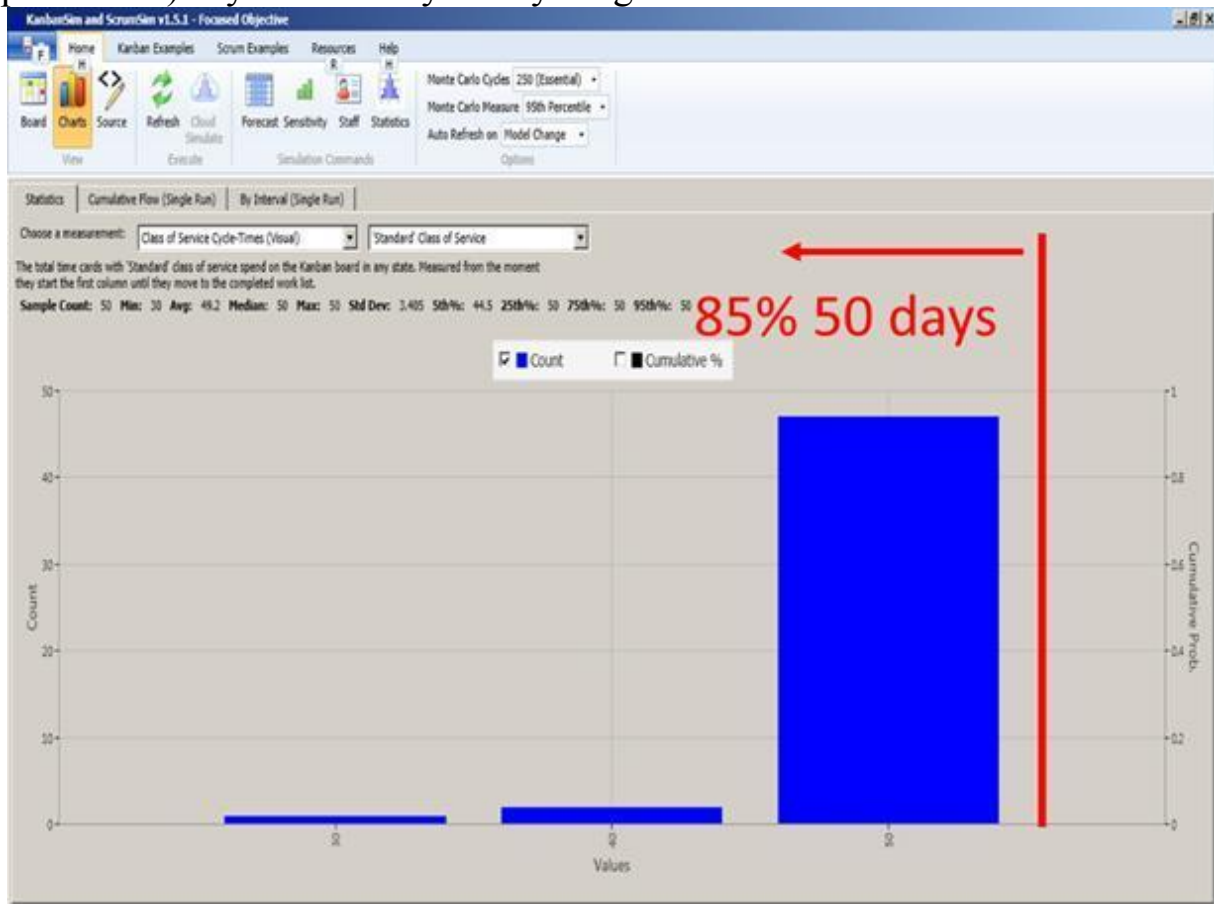 KanbanSim and ScrumSim v1.5.1 - Focused Objective
F Home Kanban Examples Scrum Examples Resources Help
H R H
Board Charts Source Refresh Cloud Simulate Forecast Sensitivity Staff Statistics
Monte Carlo Cycles 250 (Essential)
Monte Carlo Measure 95th Percentile
Auto Refresh on Model Change
View Execute Simulation Commands Options
Statistics Cumulative Flow (Single Run) By Interval (Single Run)
Choose a measurement: Class of Service Cycle-Times (Visual) 'Standard' Class of Service
The total time cards with 'Standard' class of service spend on the Kanban board in any state. Measured from the moment
they start the first column until they move to the completed work list.
Sample Count: 50 Min: 30 Avg: 49.2 Median: 50 Max: 50 Std Dev: 3.405 5th%: 44.5 25th%: 50 75th%: 50 95th%: 50
85% 50 days
Count Cumulative %
50 1
40 0.8
30 0.6
20 0.4
10 0.2
0 0
Count
Cumulative Prob.
30 40 50
Values